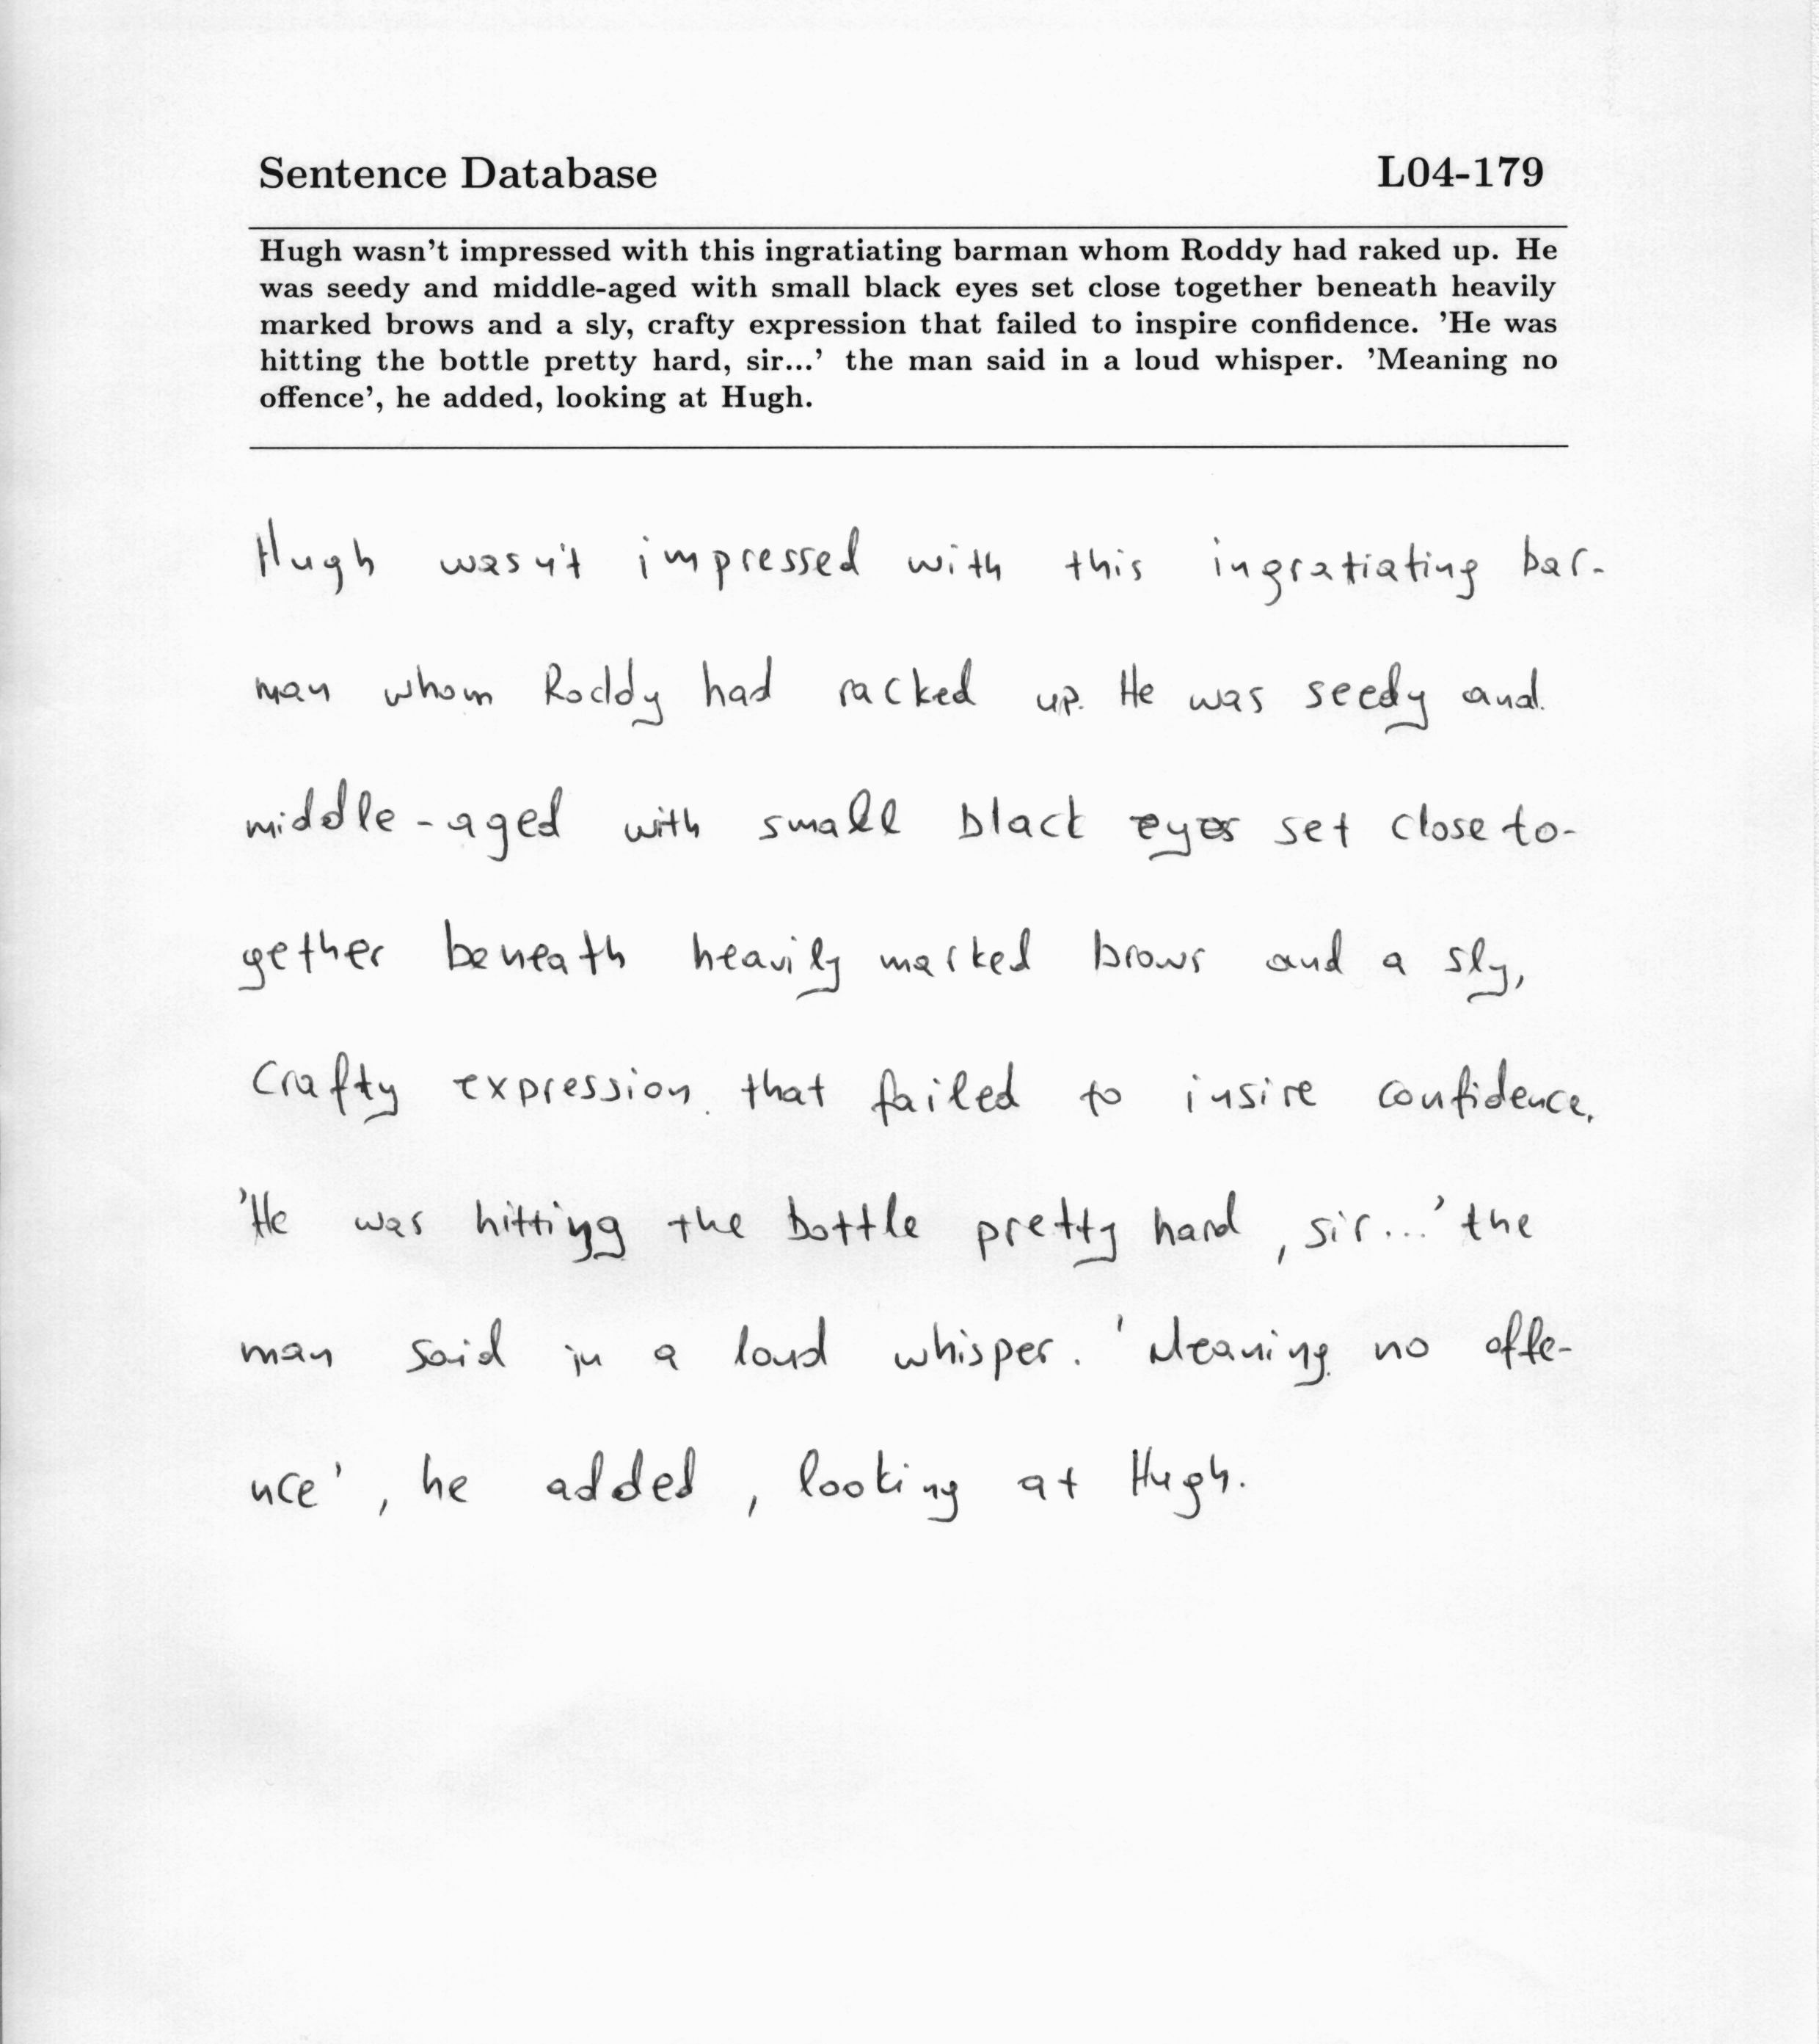 Sentence Database L04-179
Hugh wasn't impressed with this ingratiating barman whom Roddy had raked up. He
was seedy and middle-aged with small black eyes set close together beneath heavily
marked brows and a sly, crafty expression that failed to inspire confidence. 'He was
hitting the bottle pretty hard, sir...' the man said in a loud whisper. 'Meaning no
offence', he added, looking at Hugh.
Hugh wasn't impressed with this ingratiating bar-
man whom Roddy had racked up. He was seedy and
middle-aged with small black eyes set close to-
gether beneath heavily marked brows and a sly,
crafty expression that failed to insire confidence.
'He was hitting the bottle pretty hard, sir...' the
man said in a loud whisper. 'Meaning no offe-
nce', he added, looking at Hugh.